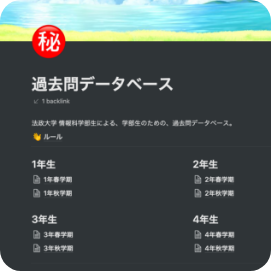 ㊙
過去問データベース
↙ 1 backlink
法政大学 情報科学部生による、学部生のための、過去問データベース。
👋 ルール
1年生
1年春学期
1年秋学期
2年生
2年春学期
2年秋学期
3年生
3年春学期
3年秋学期
4年生
4年春学期
4年秋学期